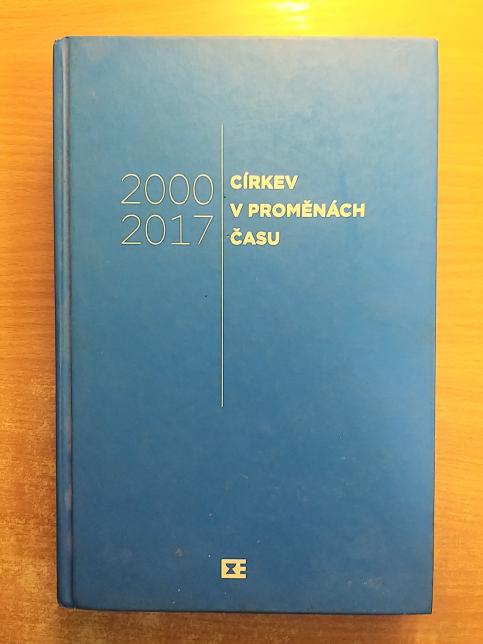 2000
2017
CÍRKEV
V PROMĚNÁCH
ČASU